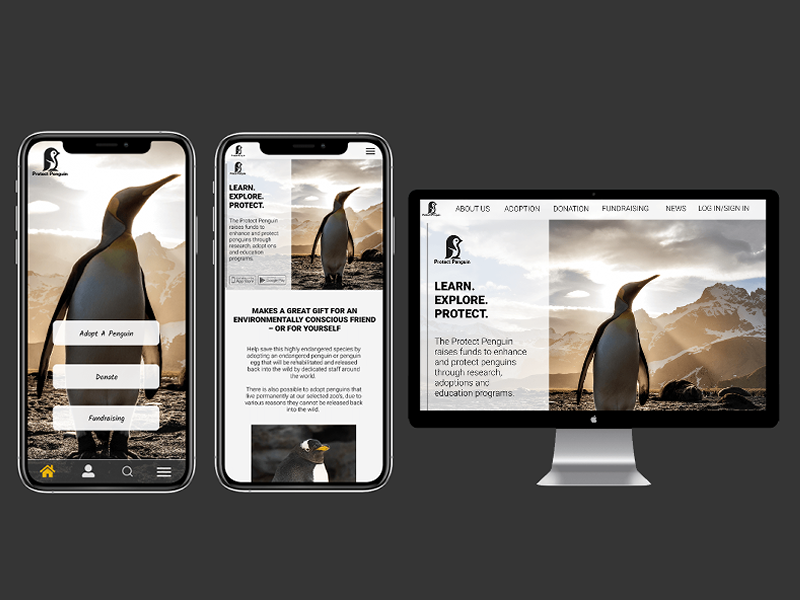 Protect Penguin
Adopt A Penguin
Donate
Fundraising
LEARN.
EXPLORE.
PROTECT.
The Protect Penguin
raises funds to
enhance and protect
penguins through
research, adoptions
and education
programs.
App Store
Google Play
MAKES A GREAT GIFT FOR AN
ENVIRONMENTALLY CONSCIOUS FRIEND
– OR FOR YOURSELF
Help save this highly endangered species by
adopting an endangered penguin or penguin
egg that will be rehabilitated and released
back into the wild by dedicated staff around
the world.
There is also possible to adopt penguins that
live permanently at our selected zoo's, due to
various reasons they cannot be released back
into the wild.
ABOUT US ADOPTION DONATION FUNDRAISING NEWS LOG IN/SIGN IN
Protect Penguin
LEARN.
EXPLORE.
PROTECT.
The Protect Penguin
raises funds to enhance
and protect penguins
through research,
adoptions and
education programs.